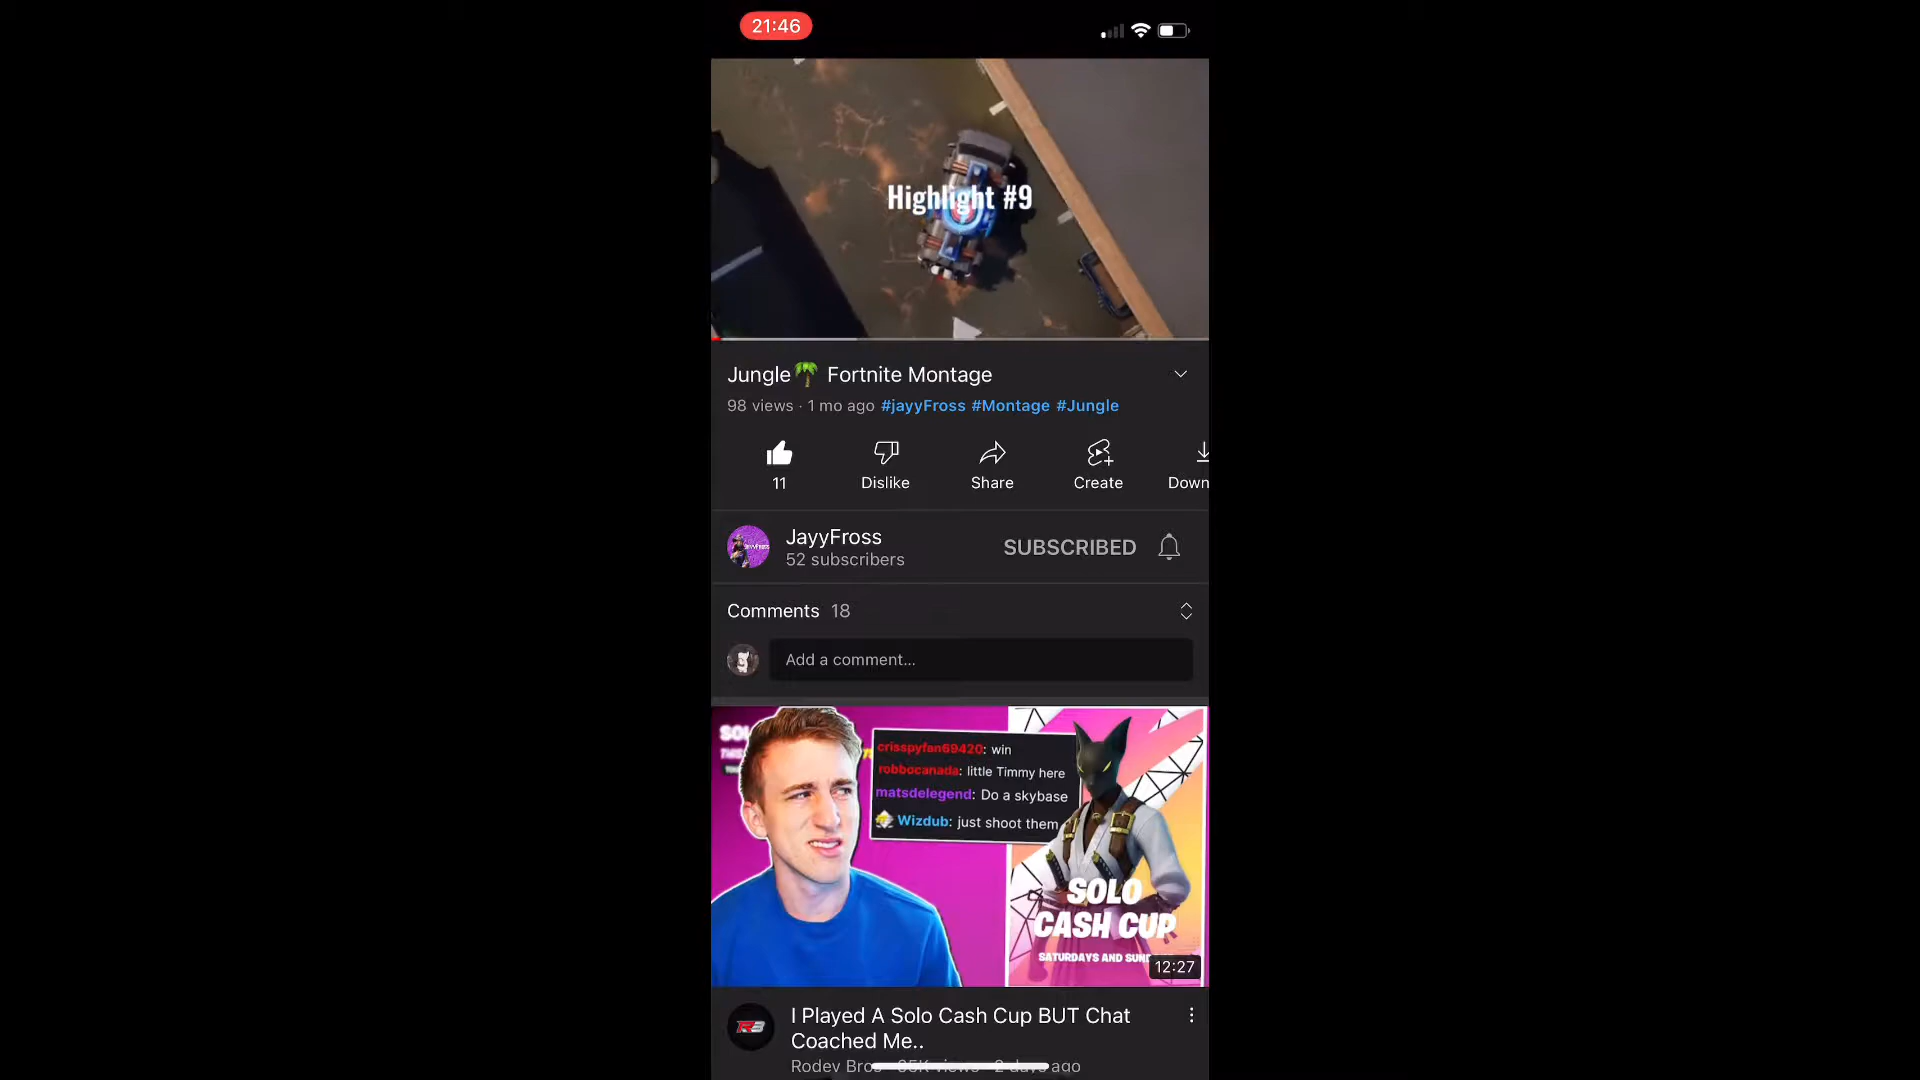 21:46
Highlight #9
Jungle🌴 Fortnite Montage
98 views · 1 mo ago #jayyFross #Montage #Jungle
11
Dislike
Share
Create
Down
JayyFross
52 subscribers
SUBSCRIBED
Comments 18
Add a comment...
crisspyfan69420: win
robbocanada: little Timmy here
matsdelegend: Do a skybase
Wizdub: just shoot them
SOLO
CASH CUP
SATURDAYS AND SUN
12:27
R3
I Played A Solo Cash Cup BUT Chat
Coached Me..
Rodev Bros ago